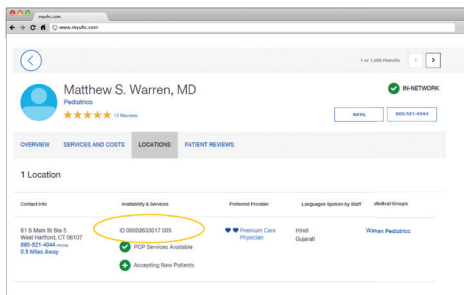 myuhc.com
www.myuhc.com
1 of 1,308 Results
Matthew S. Warren, MD
IN-NETWORK
Pediatrics
13 Reviews
SAVE
860-521-4044
OVERVIEW
SERVICES AND COSTS
LOCATIONS
PATIENT REVIEWS
1 Location
Contact Info
Availability & Services
Preferred Provider
Languages Spoken by Staff
Medical Groups
81 S Main St Ste 5
West Hartford, CT 06107
860-521-4044
0.5 Miles Away
ID 00002633017 005
PCP Services Available
Accepting New Patients
Premium Care
Physician
Hindi
Gujarati
Warren Pediatrics